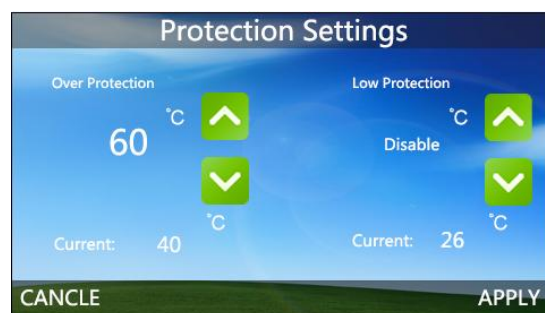 Protection Settings
Over Protection
Low Protection
°C
°C
60
Disable
°C
°C
Current: 40
Current: 26
CANCLE
APPLY